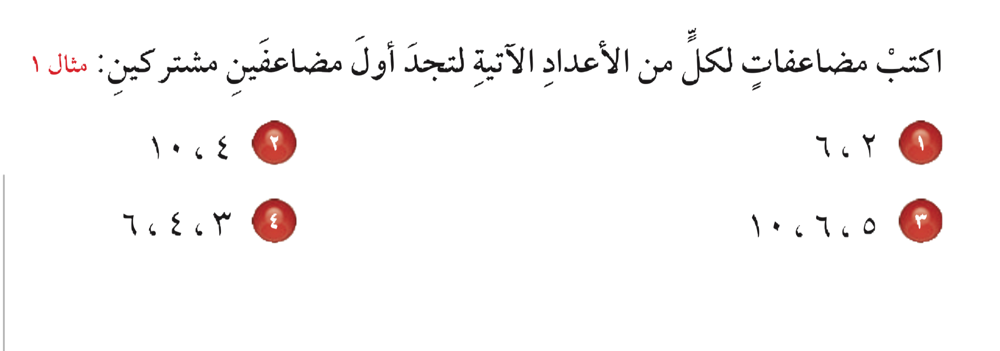 اكتبْ مضاعفاتٍ لكلٍّ من الأعدادِ الآتيةِ لتجدَ أولَ مضاعفَينِ مشتركينِ: مثال ١
١ ٢ ، ٦
٢ ٤ ، ١٠
٣ ٥ ، ٦ ، ١٠
٤ ٣ ، ٤ ، ٦